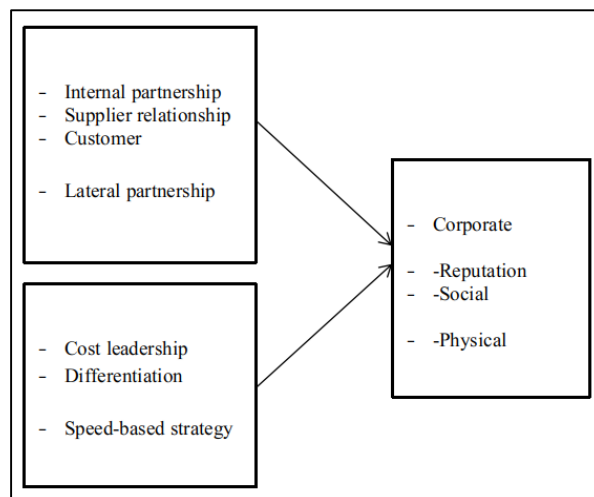 - Internal partnership
- Supplier relationship
- Customer
- Lateral partnership
- Cost leadership
- Differentiation
- Speed-based strategy
- Corporate
- -Reputation
- -Social
- -Physical